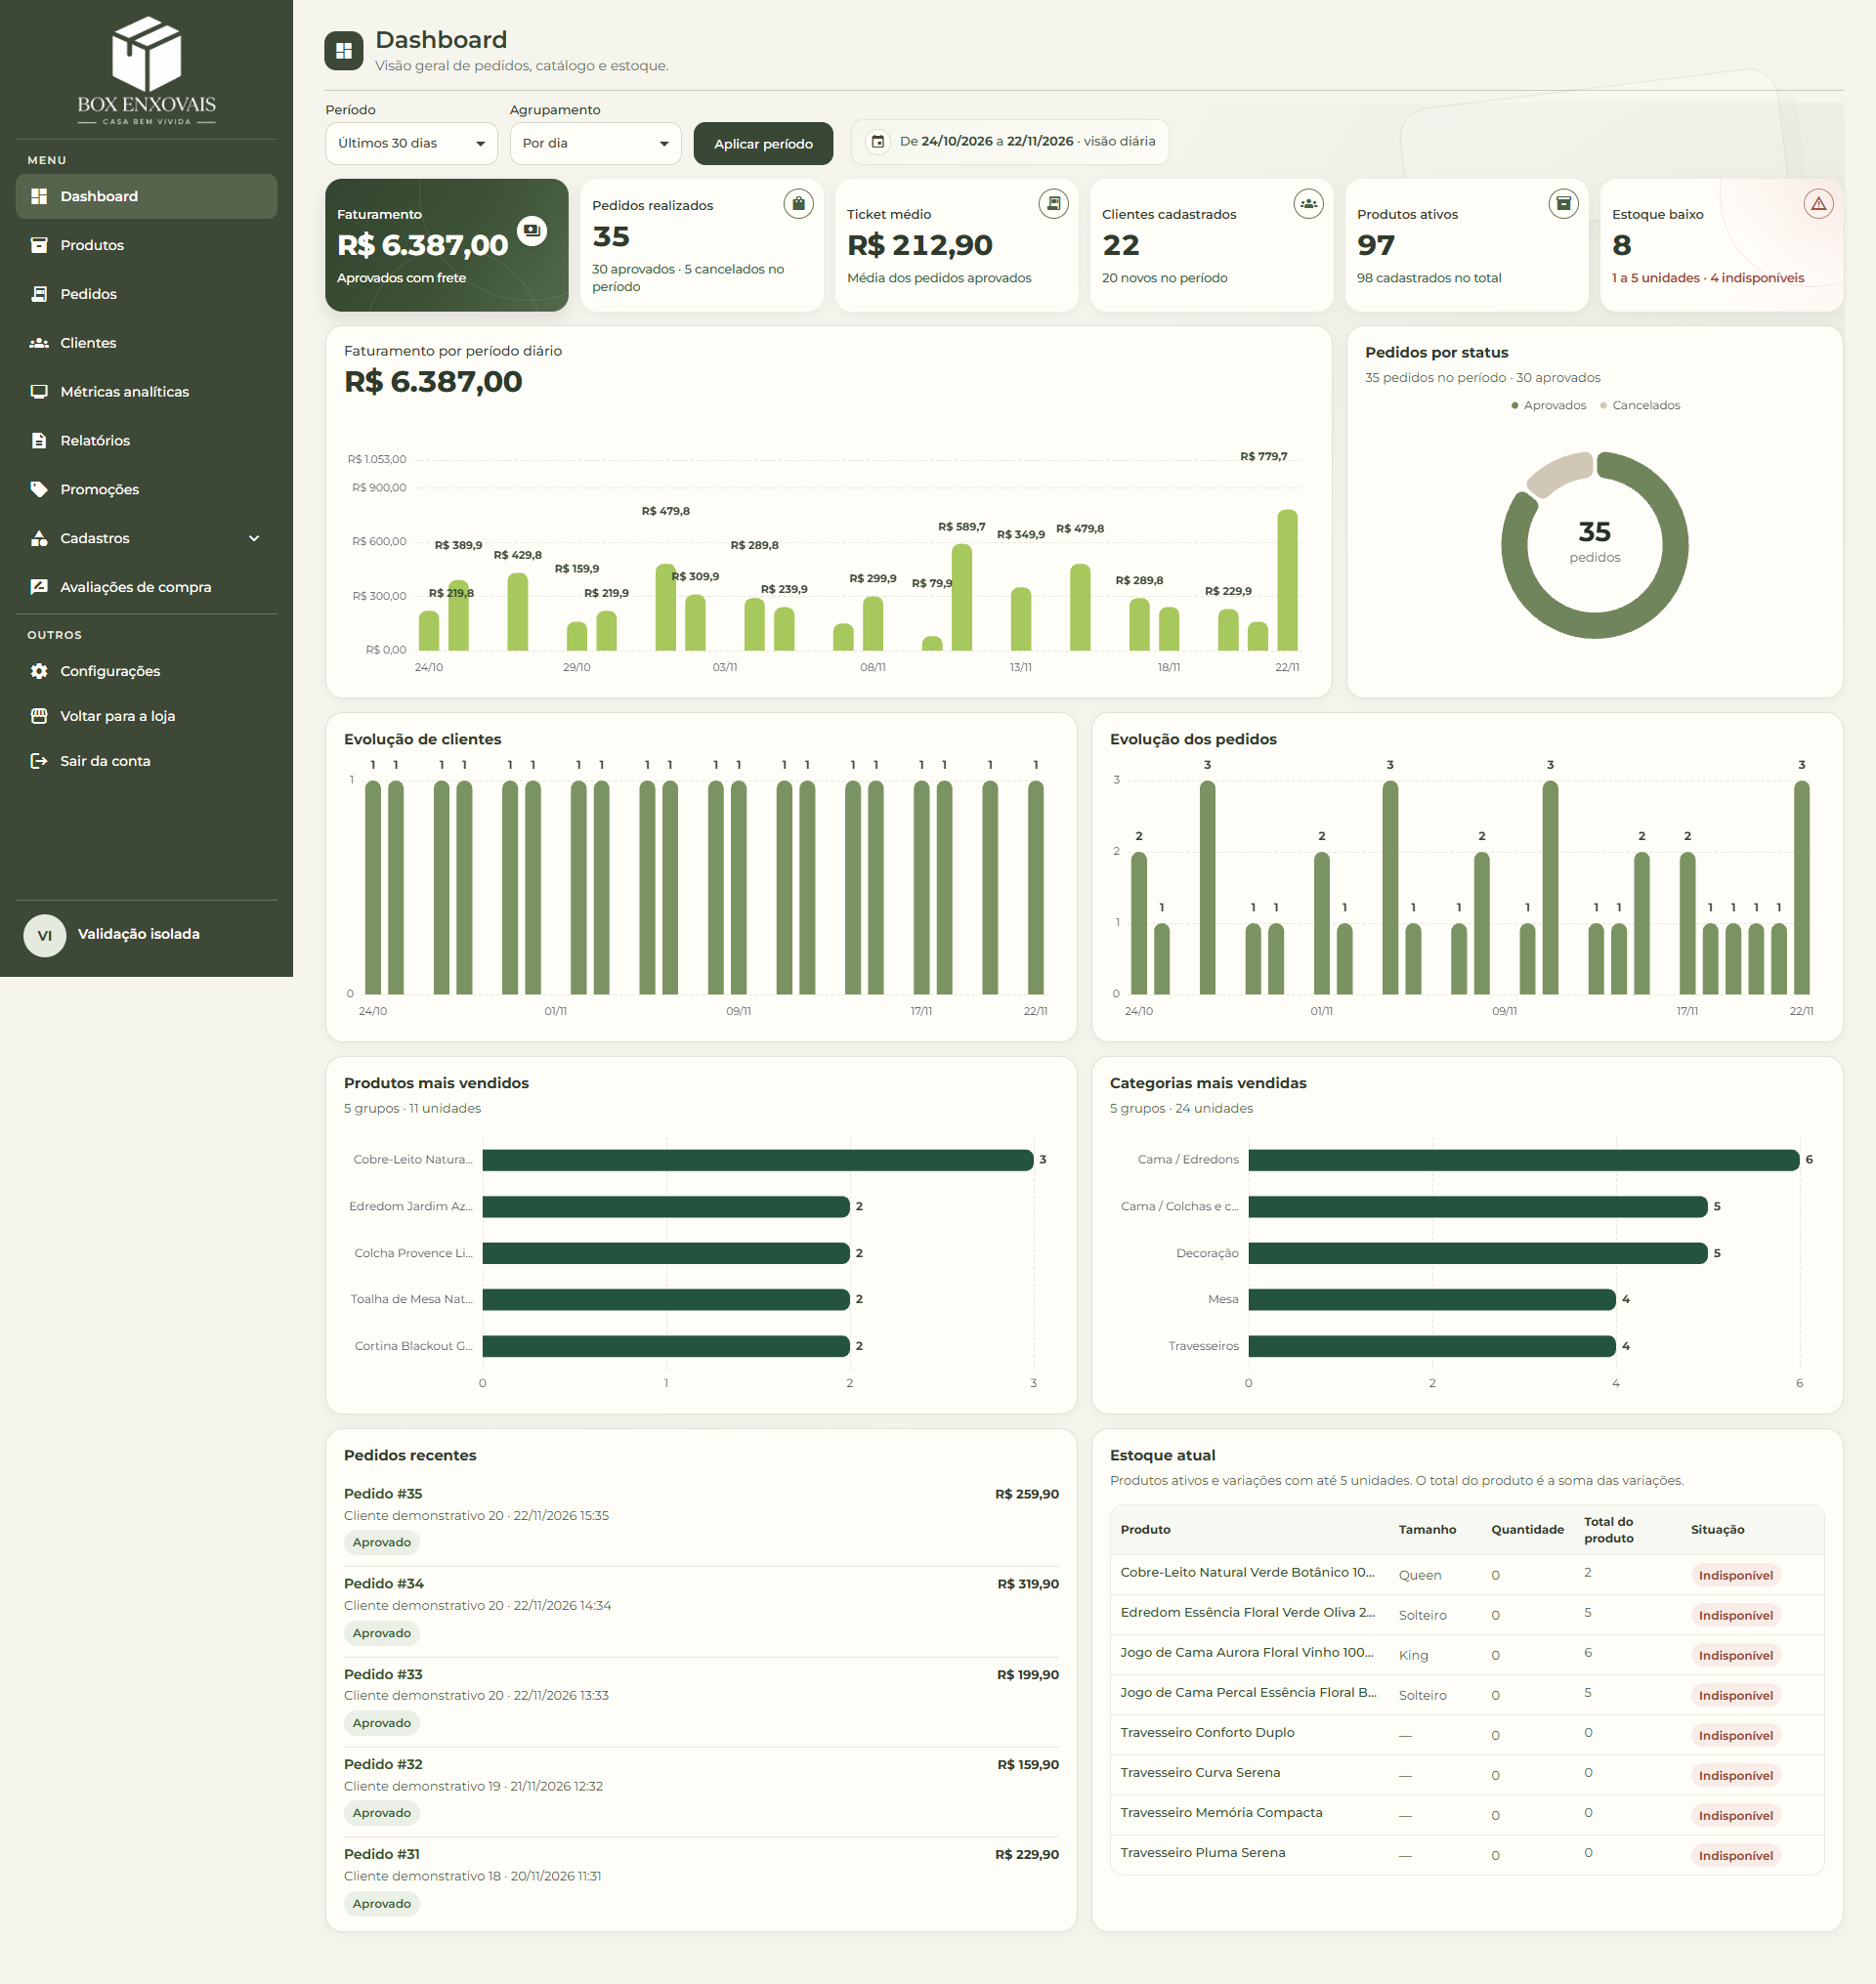 BOX ENXOVAIS
CASA BEM VIVIDA
MENU
Dashboard
Produtos
Pedidos
Clientes
Métricas analíticas
Relatórios
Promoções
Cadastros
Avaliações de compra
OUTROS
Configurações
Voltar para a loja
Sair da conta
VI
Validação isolada
Dashboard
Visão geral de pedidos, catálogo e estoque.
Período
Agrupamento
Últimos 30 dias
Por dia
Aplicar período
De 24/10/2026 a 22/11/2026 · visão diária
Faturamento
R$ 6.387,00
Aprovados com frete
Pedidos realizados
35
30 aprovados · 5 cancelados no
período
Ticket médio
R$ 212,90
Média dos pedidos aprovados
Clientes cadastrados
22
20 novos no período
Produtos ativos
97
98 cadastrados no total
Estoque baixo
8
1 a 5 unidades · 4 indisponíveis
Faturamento por período diário
R$ 6.387,00
R$ 1.053,00
R$ 900,00
R$ 600,00
R$ 300,00
R$ 0,00
R$ 219,8
R$ 389,9
R$ 429,8
R$ 159,9
R$ 219,9
R$ 479,8
R$ 309,9
R$ 289,8
R$ 239,9
R$ 299,9
R$ 79,9
R$ 589,7
R$ 349,9
R$ 479,8
R$ 289,8
R$ 229,9
R$ 779,7
24/10
29/10
03/11
08/11
13/11
18/11
22/11
Pedidos por status
35 pedidos no período · 30 aprovados
Aprovados
Cancelados
35
pedidos
Evolução de clientes
1 1 1 1 1 1 1 1 1 1 1 1 1 1 1 1 1 1 1 1
1
0
24/10
01/11
09/11
17/11
22/11
Evolução dos pedidos
3
2
1
0
2 1 3 1 1 2 1 3 1 1 2 1 3 1 1 2 2 1 1 1 1 3
24/10
01/11
09/11
17/11
22/11
Produtos mais vendidos
5 grupos · 11 unidades
Cobre-Leito Natura... 3
Edredom Jardim Az... 2
Colcha Provence Li... 2
Toalha de Mesa Nat... 2
Cortina Blackout G... 2
0 1 2 3
Categorias mais vendidas
5 grupos · 24 unidades
Cama / Edredons 6
Cama / Colchas e c... 5
Decoração 5
Mesa 4
Travesseiros 4
0 2 4 6
Pedidos recentes
Pedido #35 R$ 259,90
Cliente demonstrativo 20 · 22/11/2026 15:35
Aprovado
Pedido #34 R$ 319,90
Cliente demonstrativo 20 · 22/11/2026 14:34
Aprovado
Pedido #33 R$ 199,90
Cliente demonstrativo 20 · 22/11/2026 13:33
Aprovado
Pedido #32 R$ 159,90
Cliente demonstrativo 19 · 21/11/2026 12:32
Aprovado
Pedido #31 R$ 229,90
Cliente demonstrativo 18 · 20/11/2026 11:31
Aprovado
Estoque atual
Produtos ativos e variações com até 5 unidades. O total do produto é a soma das variações.
Produto Tamanho Quantidade Total do produto Situação
Cobre-Leito Natural Verde Botânico 10... Queen 0 2 Indisponível
Edredom Essência Floral Verde Oliva 2... Solteiro 0 5 Indisponível
Jogo de Cama Aurora Floral Vinho 100... King 0 6 Indisponível
Jogo de Cama Percal Essência Floral B... Solteiro 0 5 Indisponível
Travesseiro Conforto Duplo — 0 0 Indisponível
Travesseiro Curva Serena — 0 0 Indisponível
Travesseiro Memória Compacta — 0 0 Indisponível
Travesseiro Pluma Serena — 0 0 Indisponível